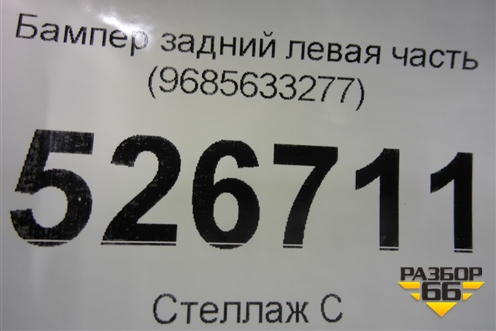 Бампер задний левая часть
(9685633277)
526711
Стеллаж С
РАЗБОР
66